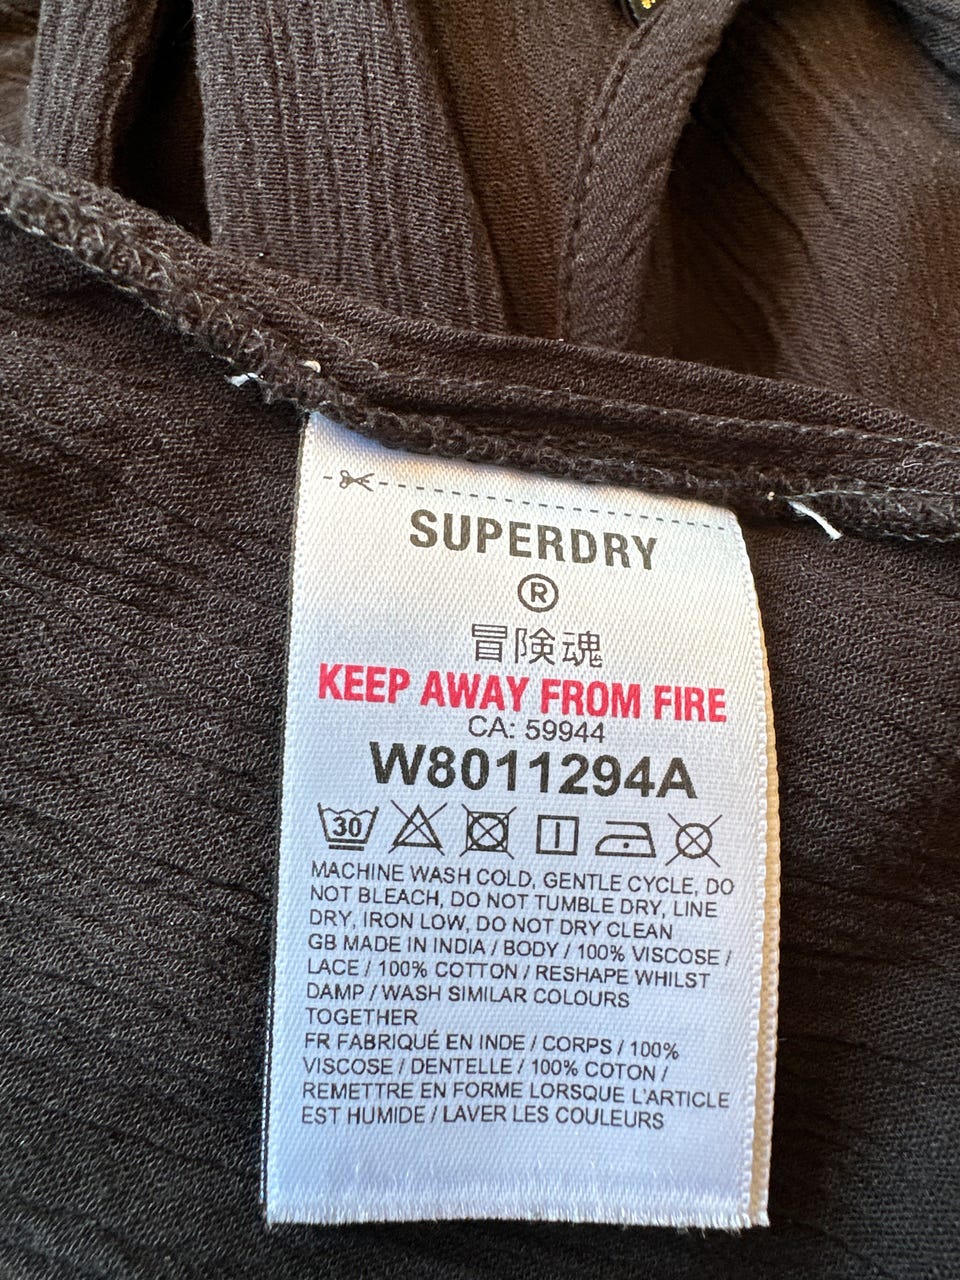 SUPERDRY
®
冒険魂
KEEP AWAY FROM FIRE
CA: 59944
W8011294A
30
MACHINE WASH COLD, GENTLE CYCLE, DO
NOT BLEACH, DO NOT TUMBLE DRY, LINE
DRY, IRON LOW, DO NOT DRY CLEAN
GB MADE IN INDIA / BODY / 100% VISCOSE /
LACE / 100% COTTON / RESHAPE WHILST
DAMP / WASH SIMILAR COLOURS
TOGETHER
FR FABRIQUÉ EN INDE / CORPS / 100%
VISCOSE / DENTELLE / 100% COTON /
REMETTRE EN FORME LORSQUE L'ARTICLE
EST HUMIDE / LAVER LES COULEURS